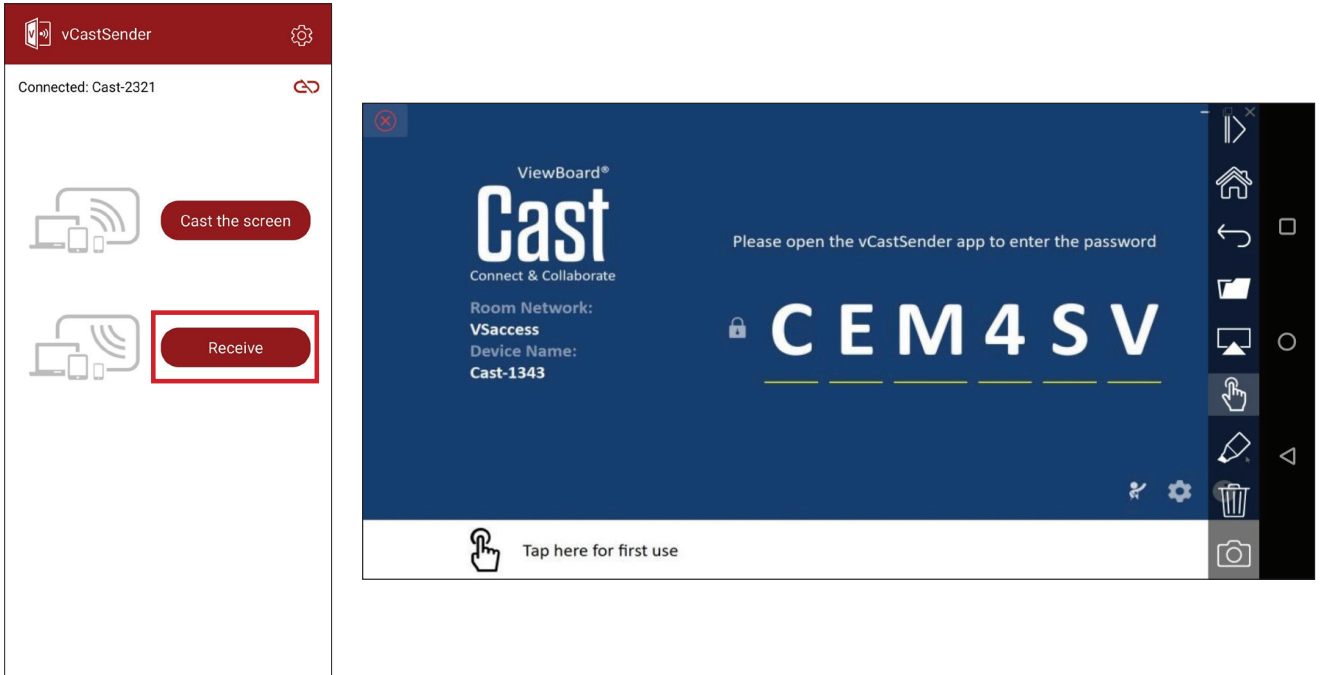 vCastSender
Connected: Cast-2321
Cast the screen
Receive
ViewBoard®
Cast
Connect & Collaborate
Room Network:
VSaccess
Device Name:
Cast-1343
Please open the vCastSender app to enter the password
C E M 4 S V
Tap here for first use